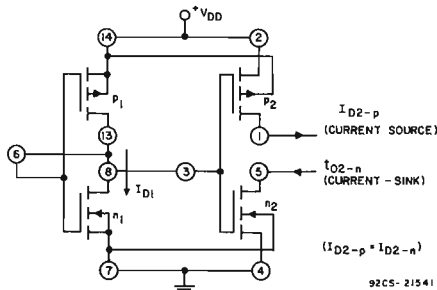 +VDD
14
2
p1
p2
ID2-p
(CURRENT SOURCE)
13
1
6
8
3
5
ID1
tO2-n
(CURRENT-SINK)
n1
n2
(ID2-p = ID2-n)
7
4
92CS-21541